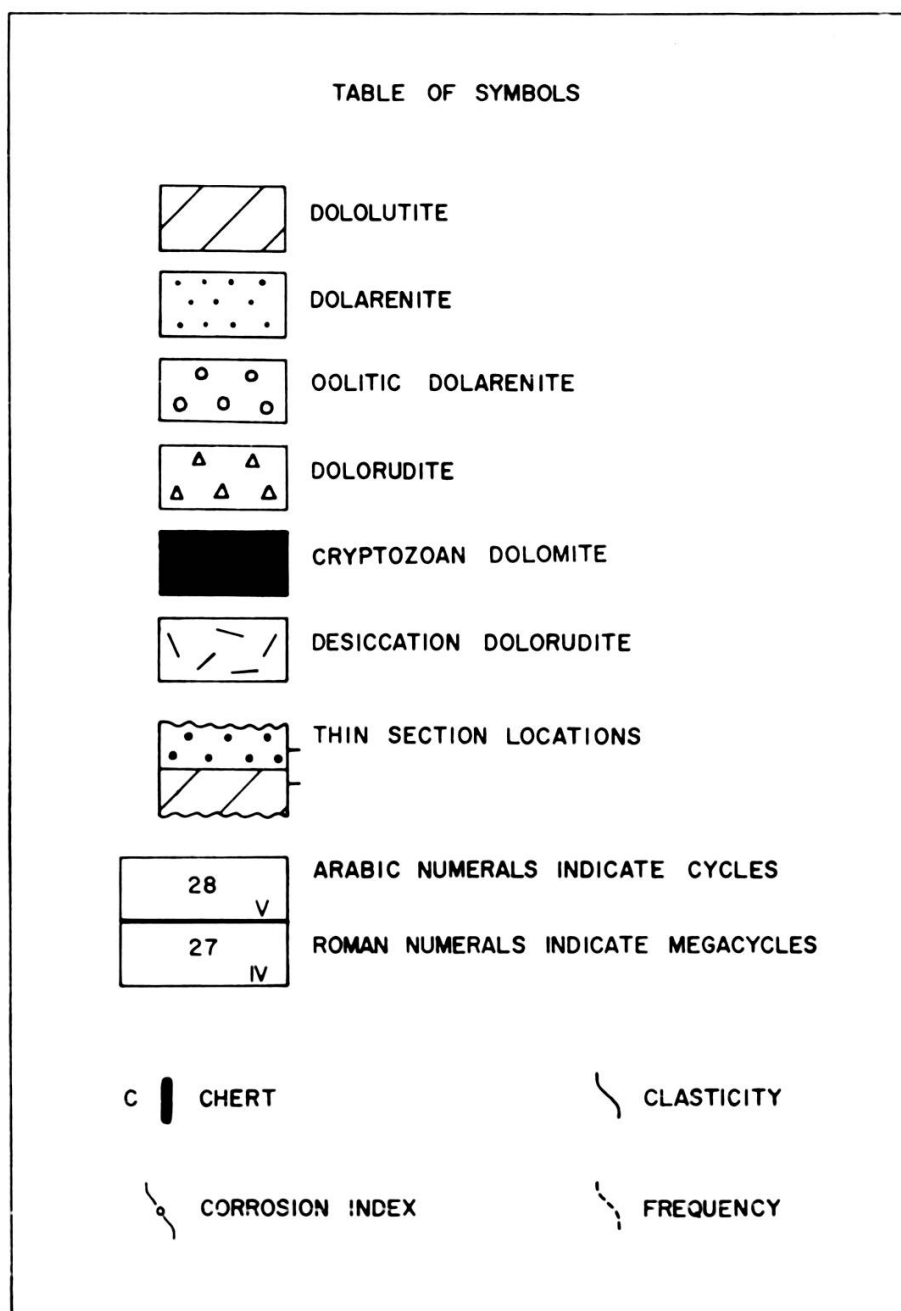 TABLE OF SYMBOLS
DOLOLUTITE
DOLARENITE
OOLITIC DOLARENITE
DOLORUDITE
CRYPTOZOAN DOLOMITE
DESICCATION DOLORUDITE
THIN SECTION LOCATIONS
28 V ARABIC NUMERALS INDICATE CYCLES
27 IV ROMAN NUMERALS INDICATE MEGACYCLES
C CHERT
CLASTICITY
CORROSION INDEX
FREQUENCY